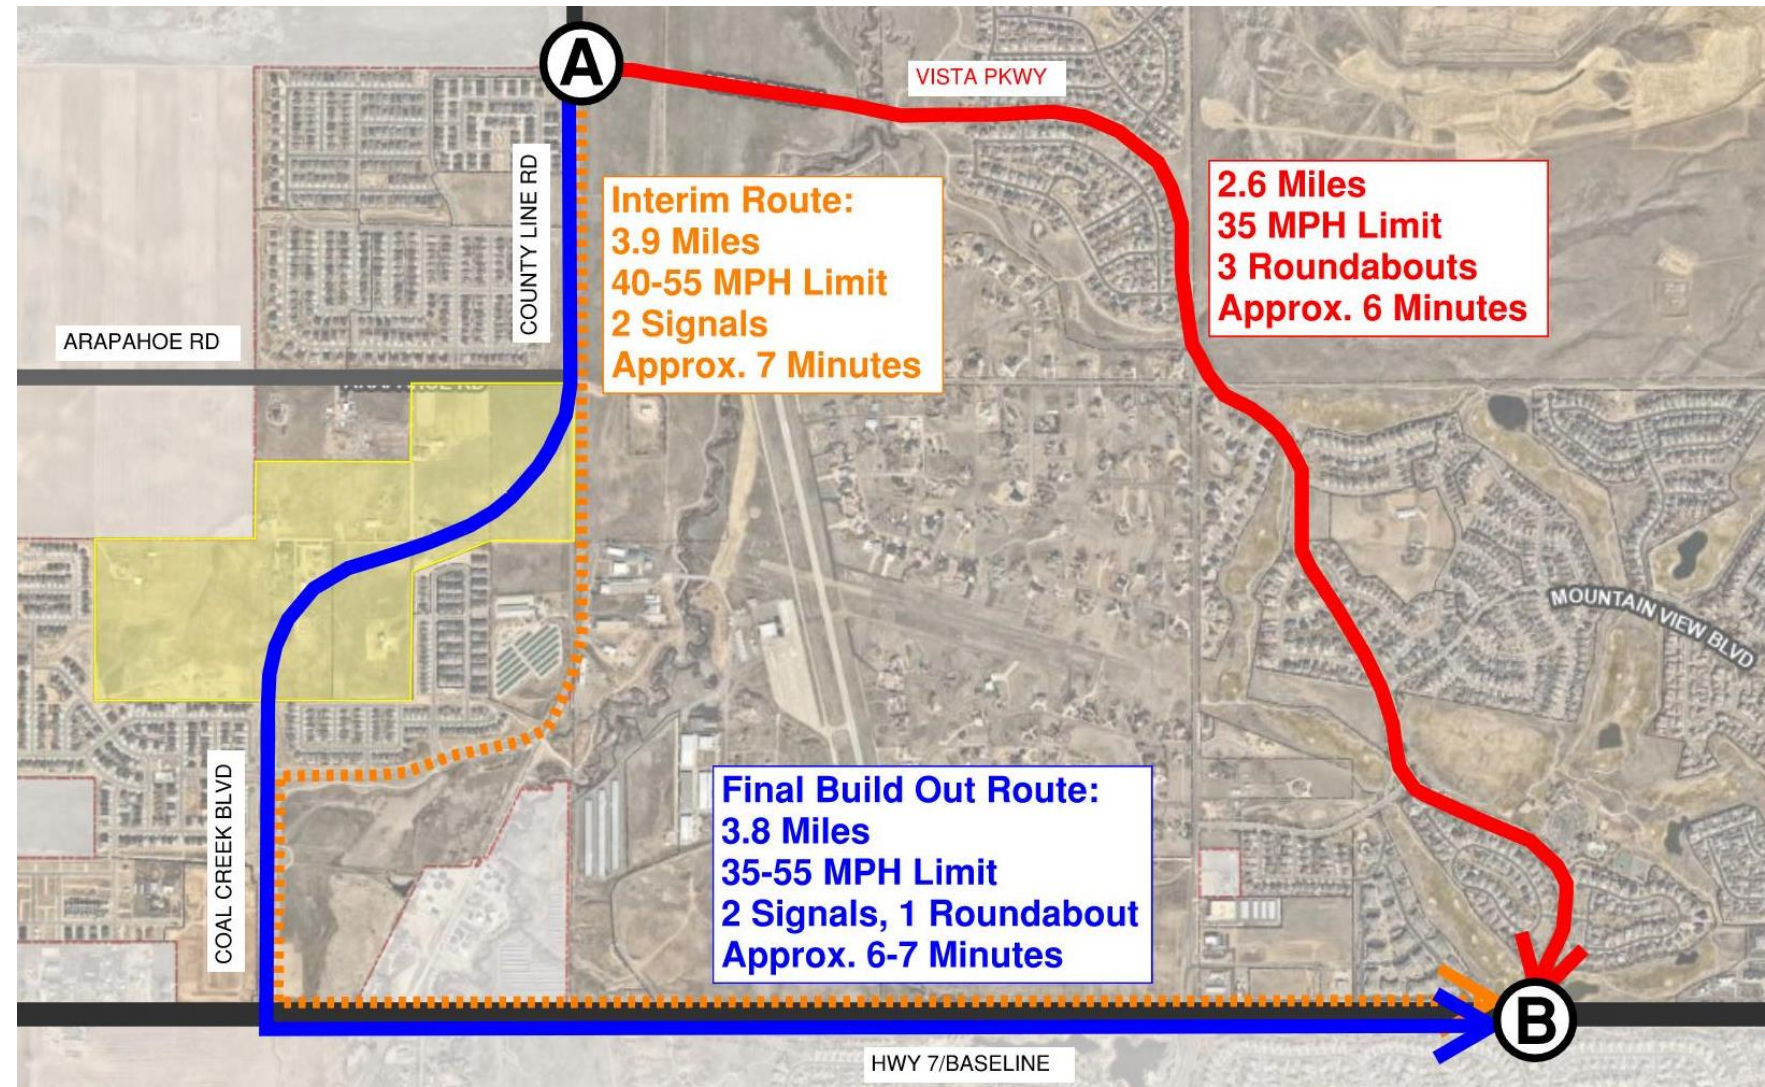 A
VISTA PKWY
COUNTY LINE RD
Interim Route:
3.9 Miles
40-55 MPH Limit
2 Signals
Approx. 7 Minutes
2.6 Miles
35 MPH Limit
3 Roundabouts
Approx. 6 Minutes
ARAPAHOE RD
ARAPAHOE RD
MOUNTAIN VIEW BLVD
COAL CREEK BLVD
Final Build Out Route:
3.8 Miles
35-55 MPH Limit
2 Signals, 1 Roundabout
Approx. 6-7 Minutes
B
HWY 7/BASELINE